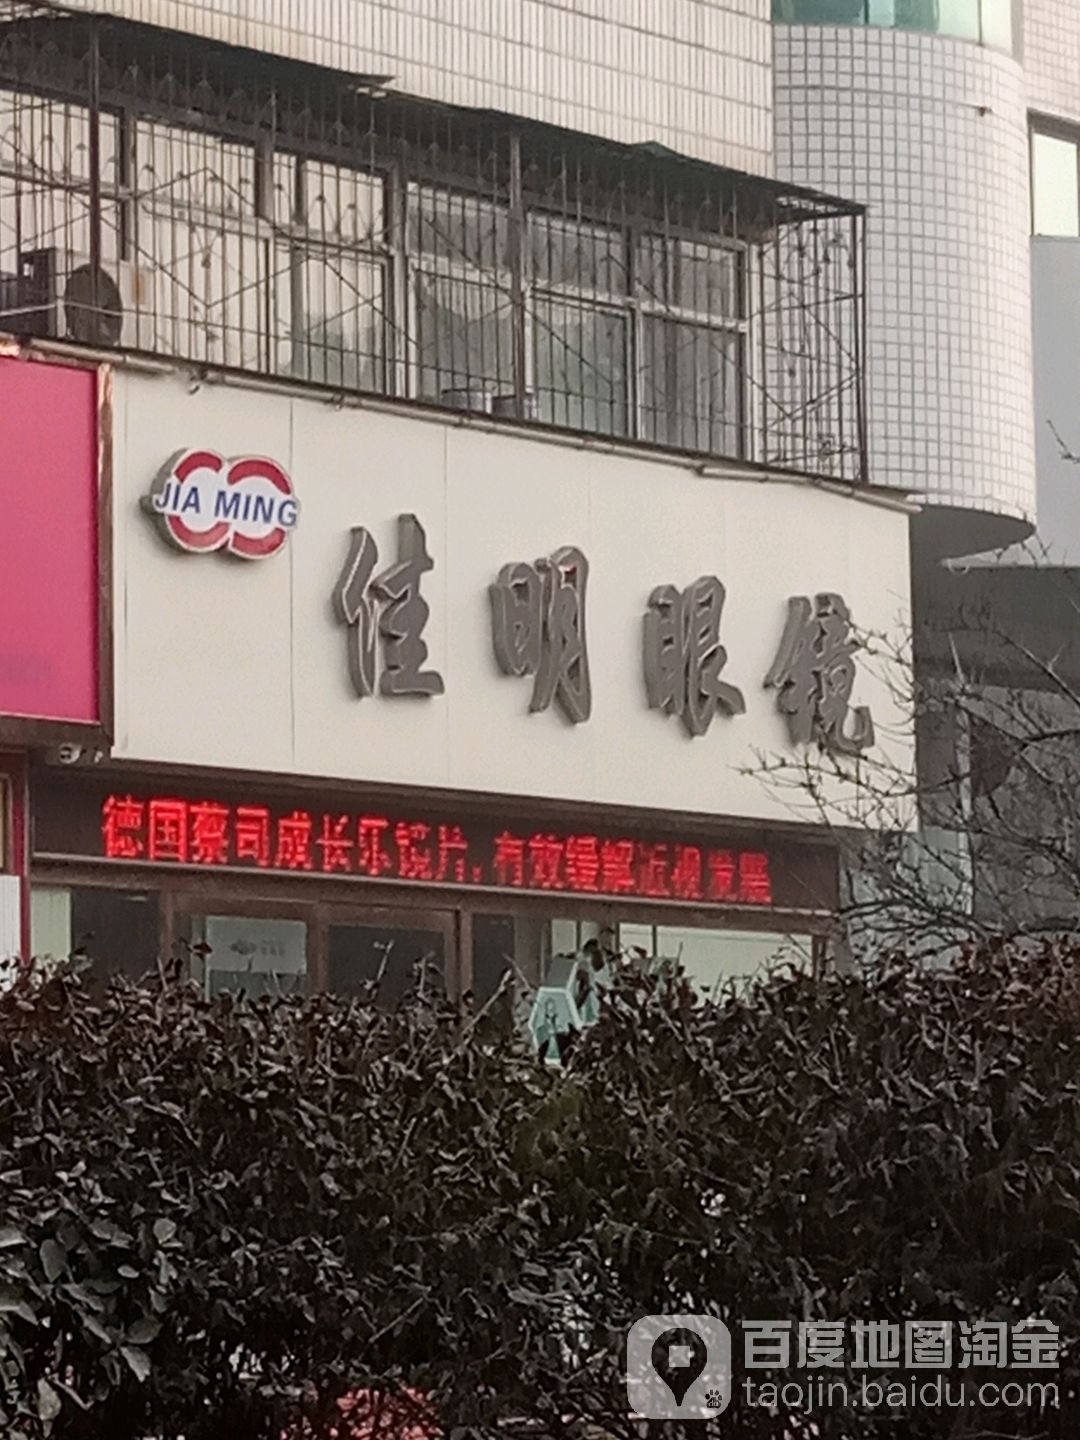 JIA MING
佳明眼镜
德国蔡司成长乐镜片,有效缓解近视发展
百度地图淘金
taojin.baidu.com